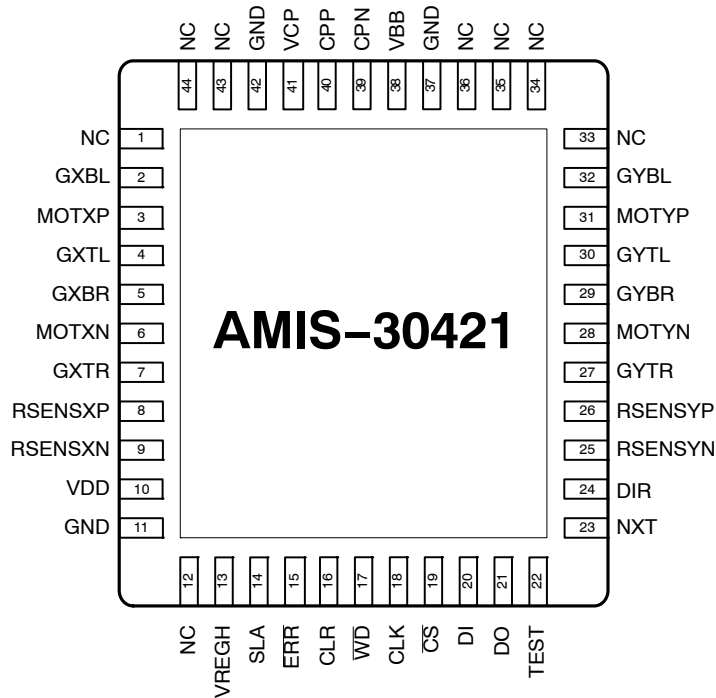 NC
NC
GND
VCP
CPP
CPN
VBB
GND
NC
NC
NC
44
43
42
41
40
39
38
37
36
35
34
NC 1
GXBL 2
MOTXP 3
GXTL 4
GXBR 5
MOTXN 6
GXTR 7
RSENSXP 8
RSENSXN 9
VDD 10
GND 11
AMIS-30421
33 NC
32 GYBL
31 MOTYP
30 GYTL
29 GYBR
28 MOTYN
27 GYTR
26 RSENSYP
25 RSENSYN
24 DIR
23 NXT
12
13
14
15
16
17
18
19
20
21
22
NC
VREGH
SLA
ERR
CLR
WD
CLK
CS
DI
DO
TEST